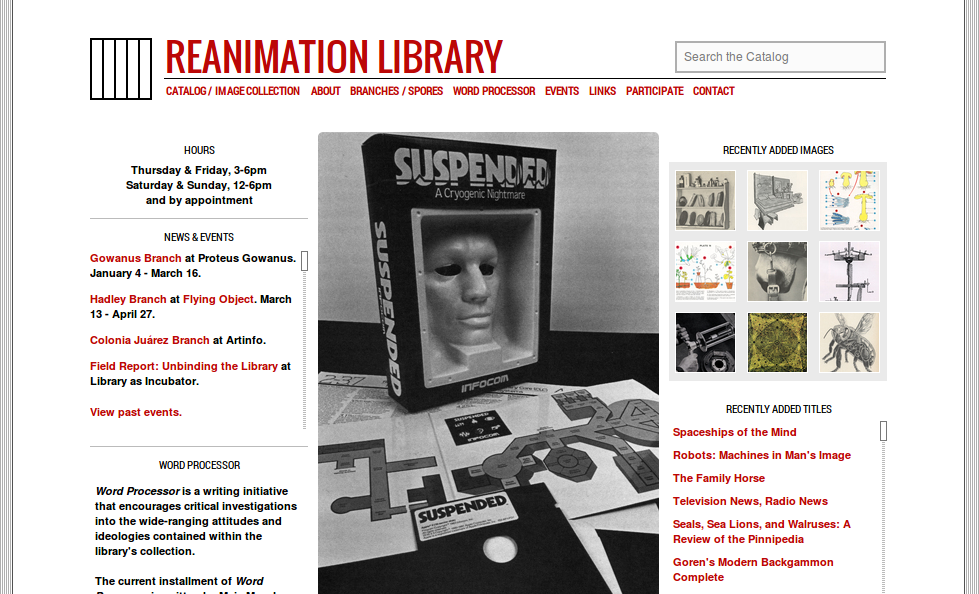 REANIMATION LIBRARY
Search the Catalog
CATALOG / IMAGE COLLECTION ABOUT BRANCHES / SPORES WORD PROCESSOR EVENTS LINKS PARTICIPATE CONTACT
HOURS
Thursday & Friday, 3-6pm
Saturday & Sunday, 12-6pm
and by appointment
NEWS & EVENTS
Gowanus Branch at Proteus Gowanus.
January 4 - March 16.
Hadley Branch at Flying Object. March
13 - April 27.
Colonia Juárez Branch at Artinfo.
Field Report: Unbinding the Library at
Library as Incubator.
View past events.
WORD PROCESSOR
Word Processor is a writing initiative
that encourages critical investigations
into the wide-ranging attitudes and
ideologies contained within the
library's collection.
The current installment of Word
SUSPENDED
A Cryogenic Nightmare
SUSPENDED
INFOCOM
SUSPENDED
INFOCOM
SUSPENDED
RECENTLY ADDED IMAGES
RECENTLY ADDED TITLES
Spaceships of the Mind
Robots: Machines in Man's Image
The Family Horse
Television News, Radio News
Seals, Sea Lions, and Walruses: A
Review of the Pinnipedia
Goren's Modern Backgammon
Complete